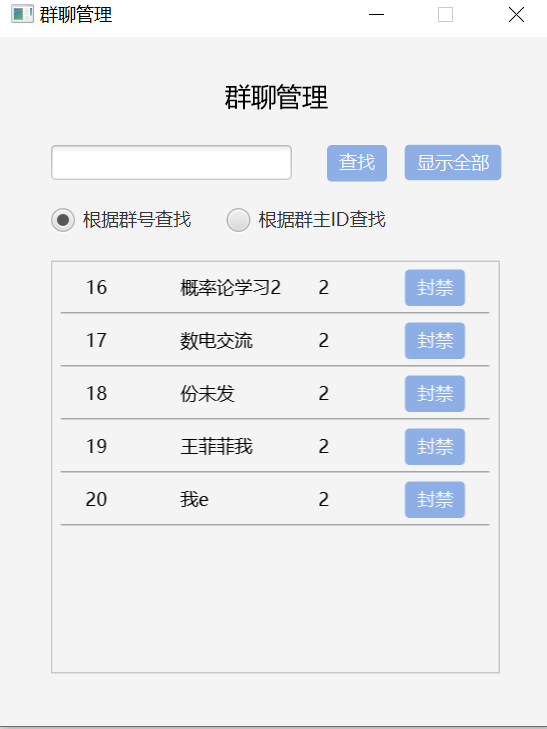 群聊管理
群聊管理
查找 显示全部
根据群号查找 根据群主ID查找
16 概率论学习2 2 封禁
17 数电交流 2 封禁
18 份未发 2 封禁
19 王菲菲我 2 封禁
20 我e 2 封禁